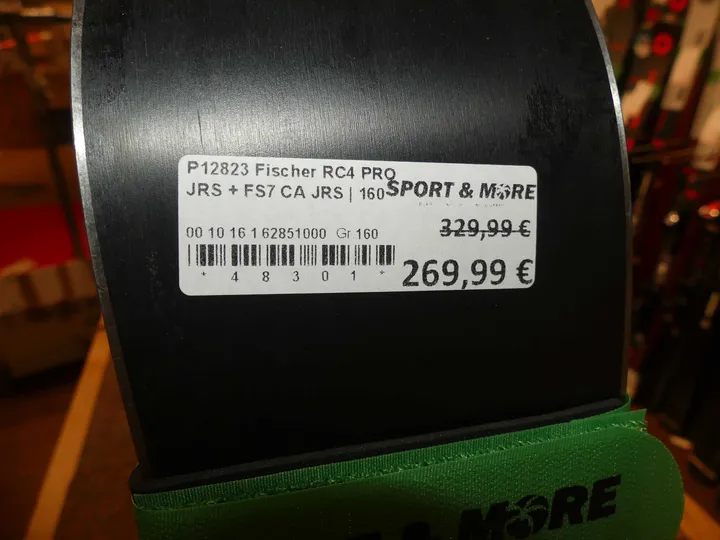 P12823 Fischer RC4 PRO
JRS + FS7 CA JRS | 160
SPORT & MORE
329,99 €
00 10 16 1 62851000 Gr.160
* 4 8 3 0 1 *
269,99 €
& MORE